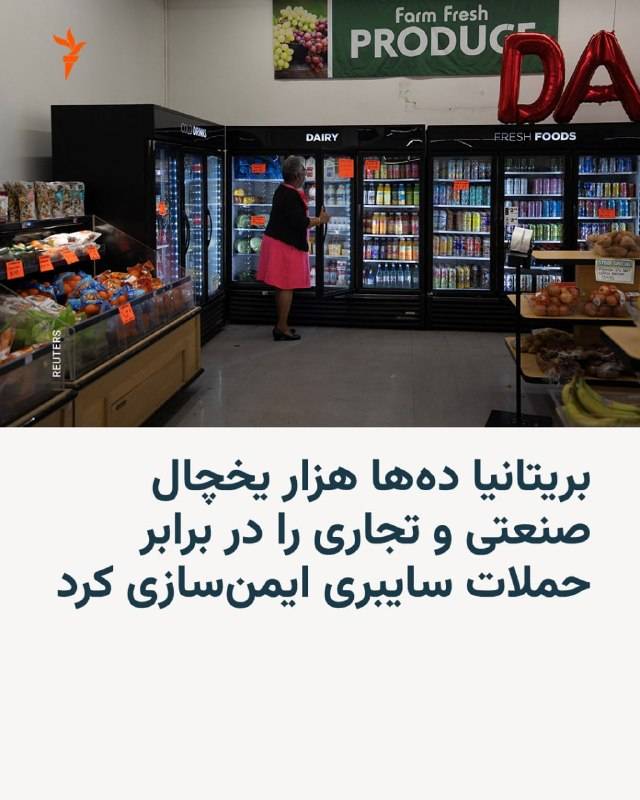 Farm Fresh
PRODUCE
DA
COLD DRINKS
DAIRY
FRESH FOODS
REUTERS
بریتانیا ده‌ها هزار یخچال
صنعتی و تجاری را در برابر
حملات سایبری ایمن‌سازی کرد